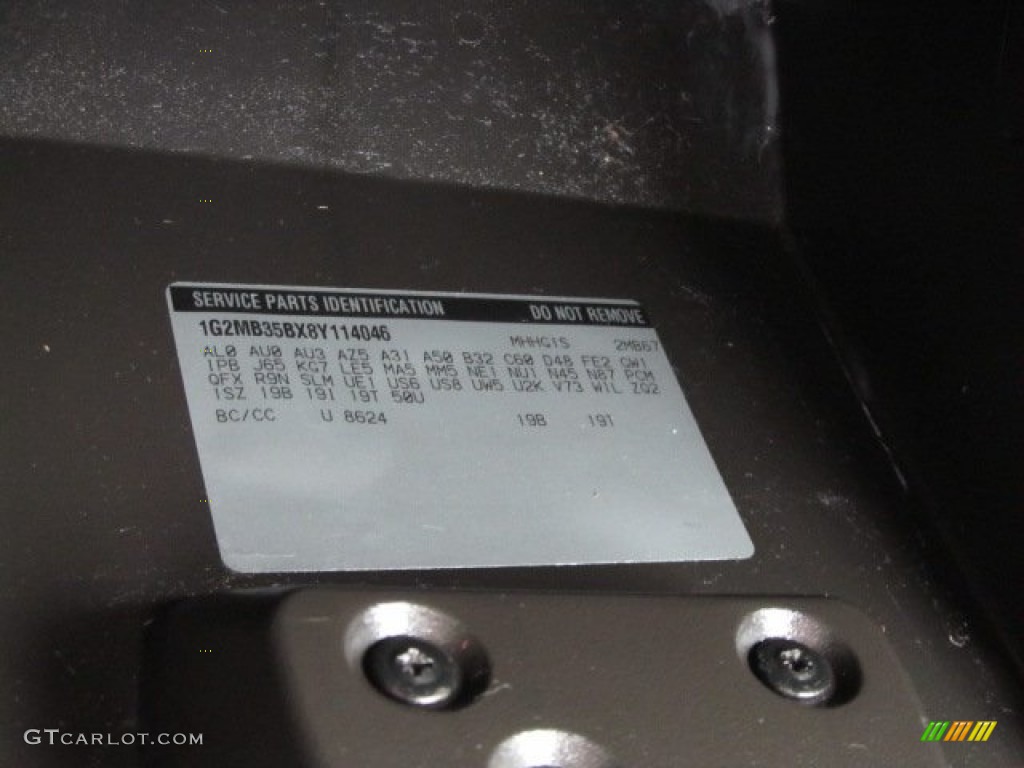 SERVICE PARTS IDENTIFICATION DO NOT REMOVE
1G2MB35BX8Y114046 MHHGIS 2MB67
AL0 AU0 AU3 AZ5 A31 A50 B32 C60 D48 FE2 GW1
IPB J65 KG7 LE5 MA5 MM5 NE1 NU1 N45 N87 PCM
QFX R9N SLM UE1 US6 US8 UW5 U2K V73 WIL ZQ2
1SZ 19B 19I 19T 50U
BC/CC U 8624 19B 19I
GTCARLOT.COM